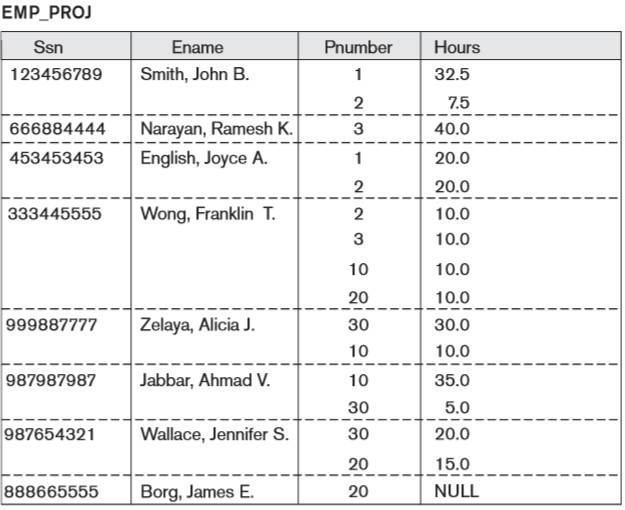 EMP_PROJ
Ssn Ename Pnumber Hours
123456789 Smith, John B. 1 32.5
2 7.5
666884444 Narayan, Ramesh K. 3 40.0
453453453 English, Joyce A. 1 20.0
2 20.0
333445555 Wong, Franklin T. 2 10.0
3 10.0
10 10.0
20 10.0
999887777 Zelaya, Alicia J. 30 30.0
10 10.0
987987987 Jabbar, Ahmad V. 10 35.0
30 5.0
987654321 Wallace, Jennifer S. 30 20.0
20 15.0
888665555 Borg, James E. 20 NULL